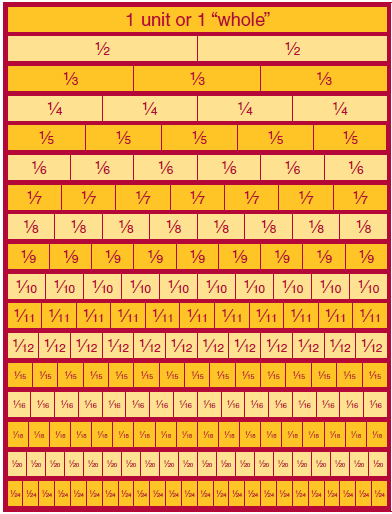 1 unit or 1 “whole”
½ ½
⅓ ⅓ ⅓
¼ ¼ ¼ ¼
⅕ ⅕ ⅕ ⅕ ⅕
⅙ ⅙ ⅙ ⅙ ⅙ ⅙
⅐ ⅐ ⅐ ⅐ ⅐ ⅐ ⅐
⅛ ⅛ ⅛ ⅛ ⅛ ⅛ ⅛ ⅛
⅑ ⅑ ⅑ ⅑ ⅑ ⅑ ⅑ ⅑ ⅑
1/10 1/10 1/10 1/10 1/10 1/10 1/10 1/10 1/10 1/10
1/11 1/11 1/11 1/11 1/11 1/11 1/11 1/11 1/11 1/11 1/11
1/12 1/12 1/12 1/12 1/12 1/12 1/12 1/12 1/12 1/12 1/12 1/12
1/15 1/15 1/15 1/15 1/15 1/15 1/15 1/15 1/15 1/15 1/15 1/15 1/15 1/15 1/15
1/16 1/16 1/16 1/16 1/16 1/16 1/16 1/16 1/16 1/16 1/16 1/16 1/16 1/16 1/16 1/16
1/18 1/18 1/18 1/18 1/18 1/18 1/18 1/18 1/18 1/18 1/18 1/18 1/18 1/18 1/18 1/18 1/18 1/18
1/20 1/20 1/20 1/20 1/20 1/20 1/20 1/20 1/20 1/20 1/20 1/20 1/20 1/20 1/20 1/20 1/20 1/20 1/20 1/20
1/24 1/24 1/24 1/24 1/24 1/24 1/24 1/24 1/24 1/24 1/24 1/24 1/24 1/24 1/24 1/24 1/24 1/24 1/24 1/24 1/24 1/24 1/24 1/24